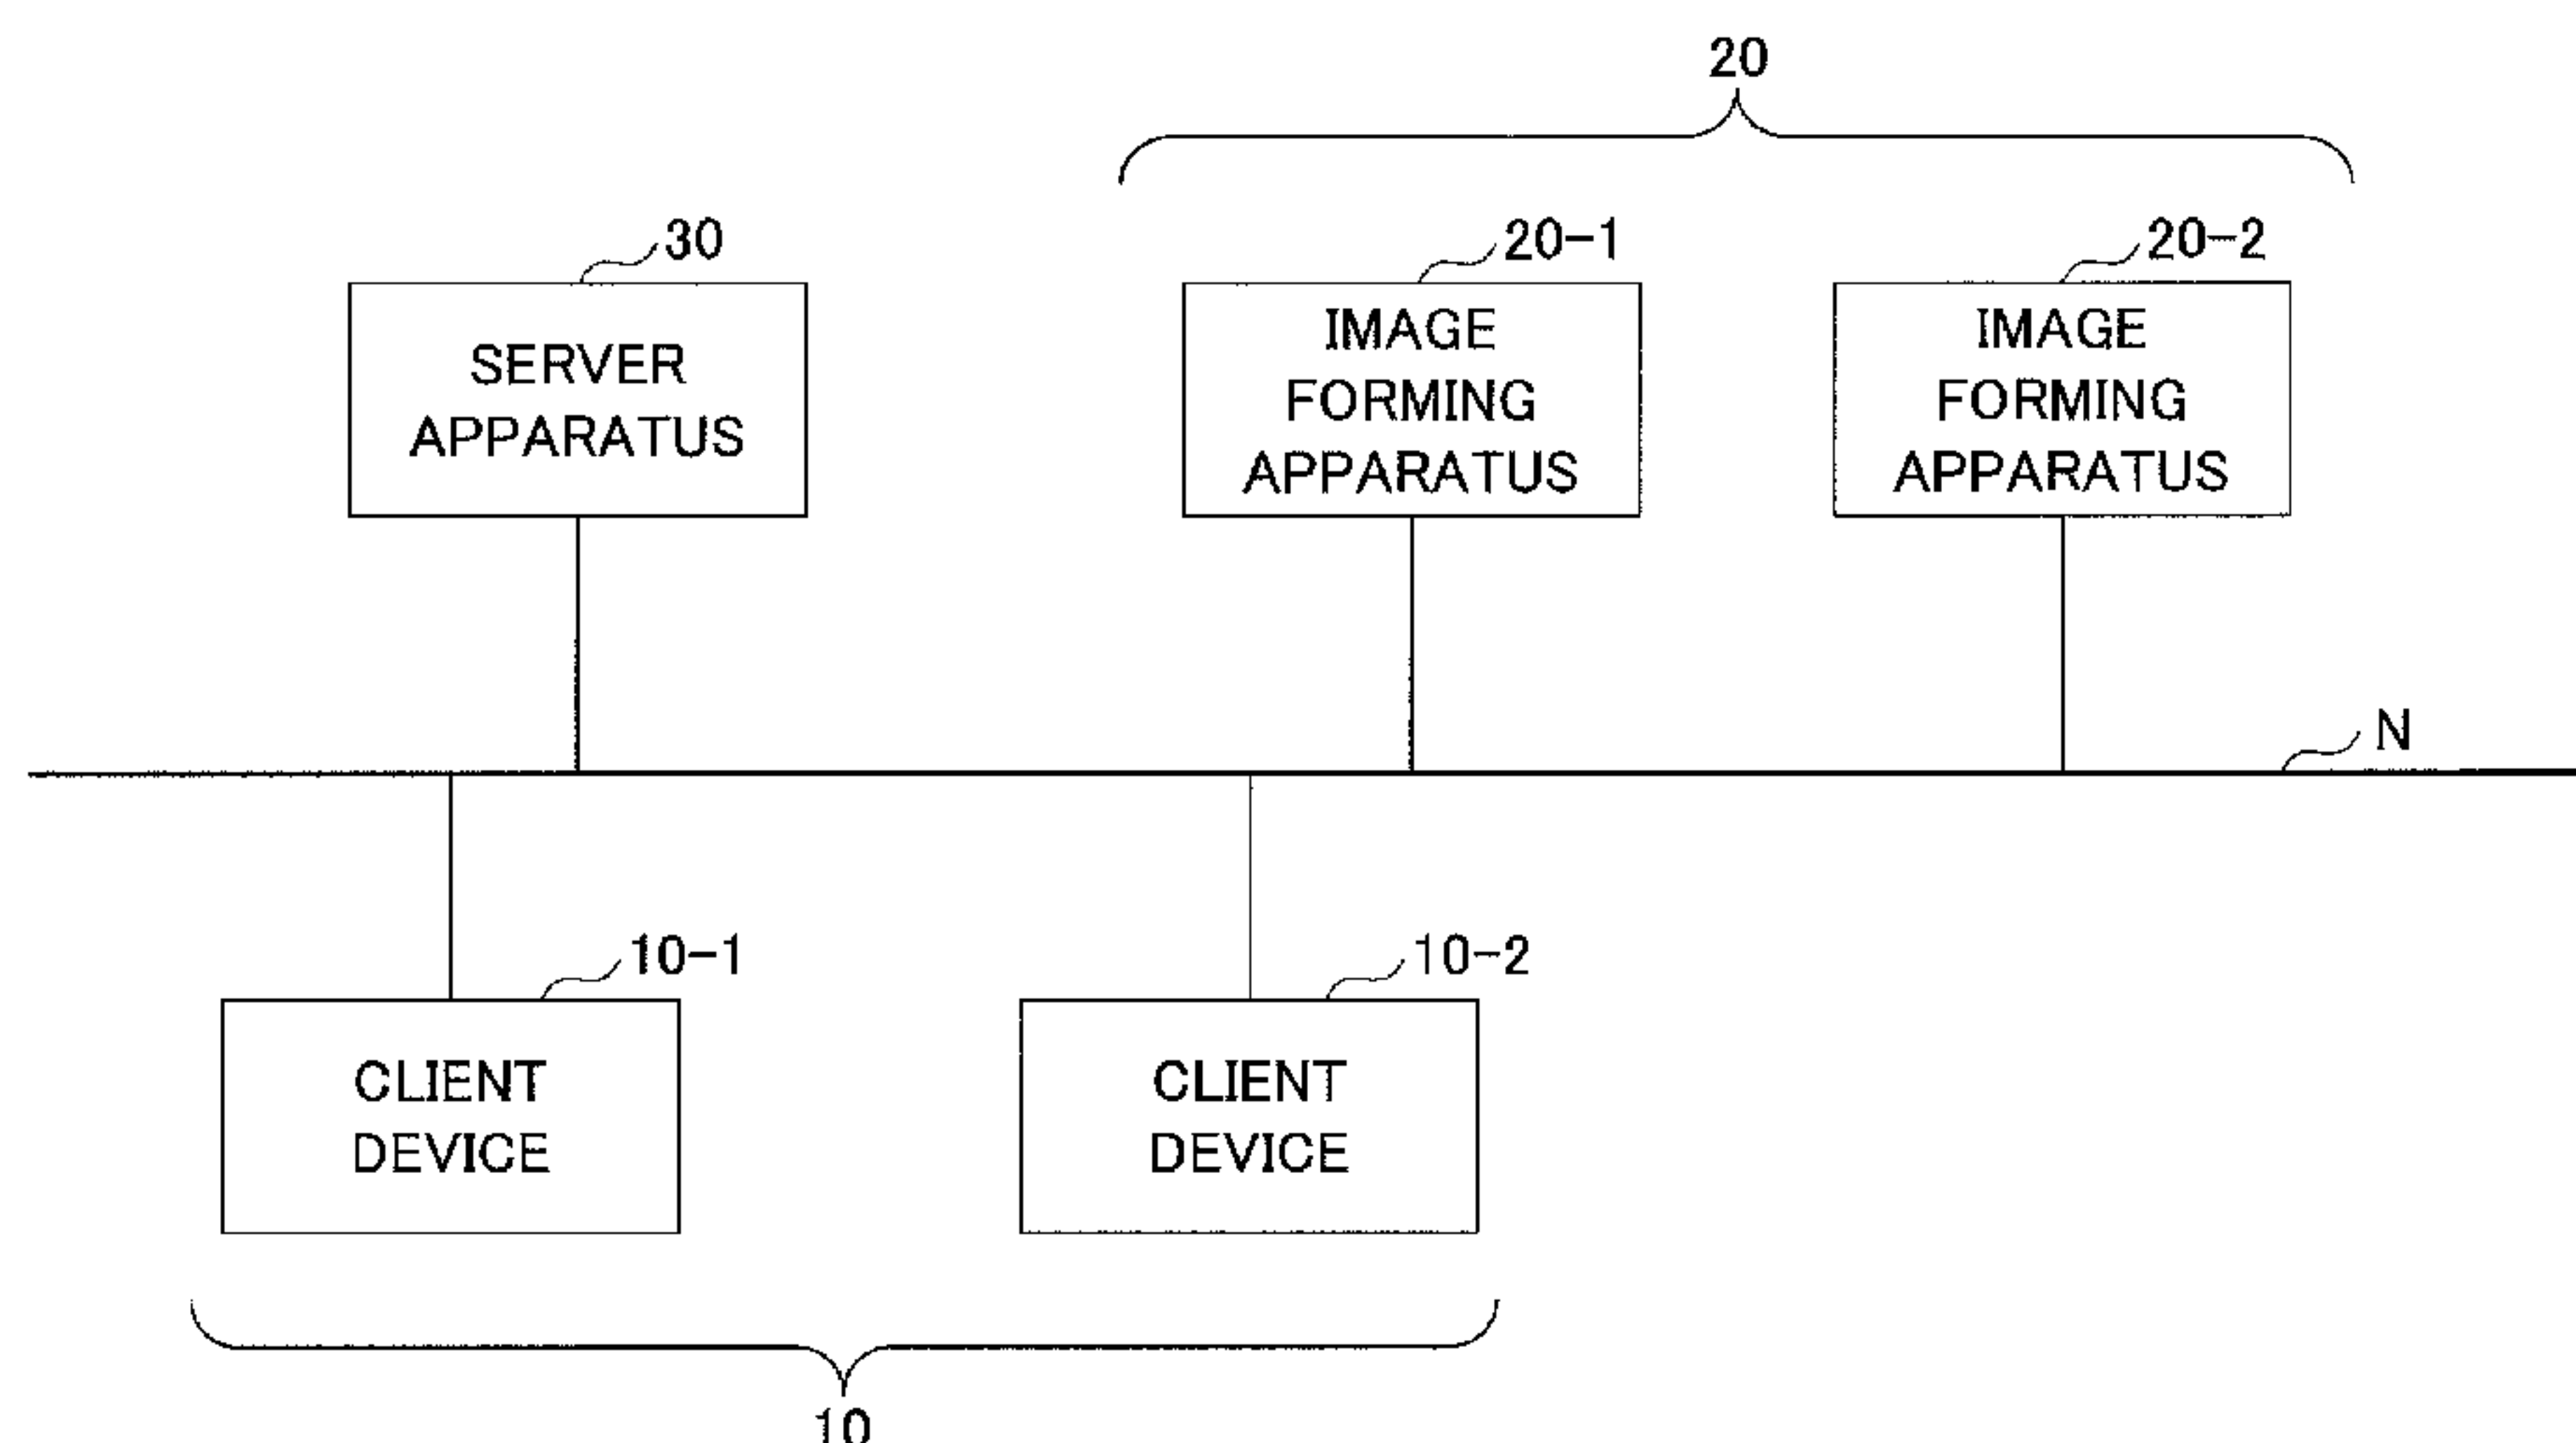 20
30
20-1
20-2
SERVER
APPARATUS
IMAGE
FORMING
APPARATUS
IMAGE
FORMING
APPARATUS
N
10-1
10-2
CLIENT
DEVICE
CLIENT
DEVICE
10